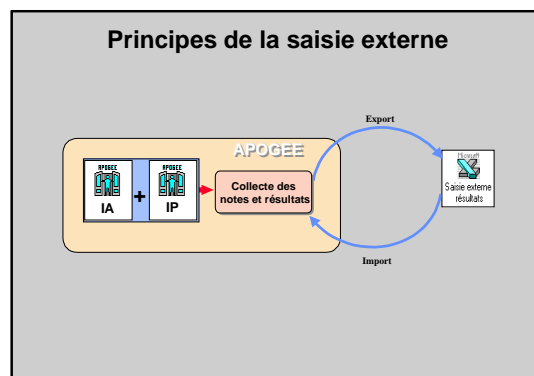 Principes de la saisie externe
Export
APOGEE
Microsoft
APOGEE
APOGEE
Saisie externe
résultats
Collecte des
notes et résultats
IA
+
IP
Import